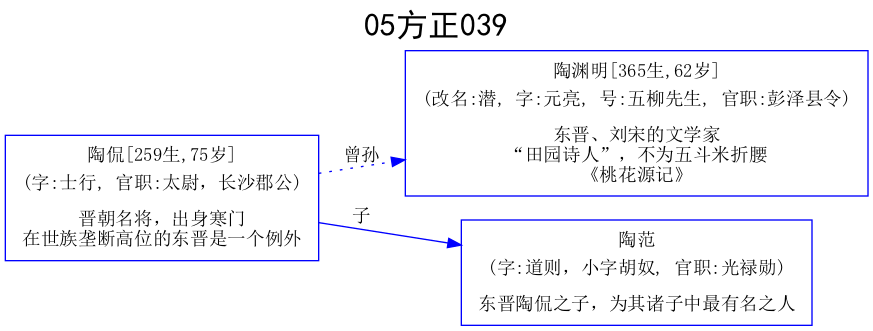 05方正039
陶渊明[365生,62岁]
(改名:潜, 字:元亮, 号:五柳先生, 官职:彭泽县令)
东晋、刘宋的文学家
“田园诗人”，不为五斗米折腰
《桃花源记》
陶侃[259生,75岁]
(字:士行, 官职:太尉，长沙郡公)
晋朝名将，出身寒门
在世族垄断高位的东晋是一个例外
曾孙
子
陶范
(字:道则，小字胡奴, 官职:光禄勋)
东晋陶侃之子，为其诸子中最有名之人